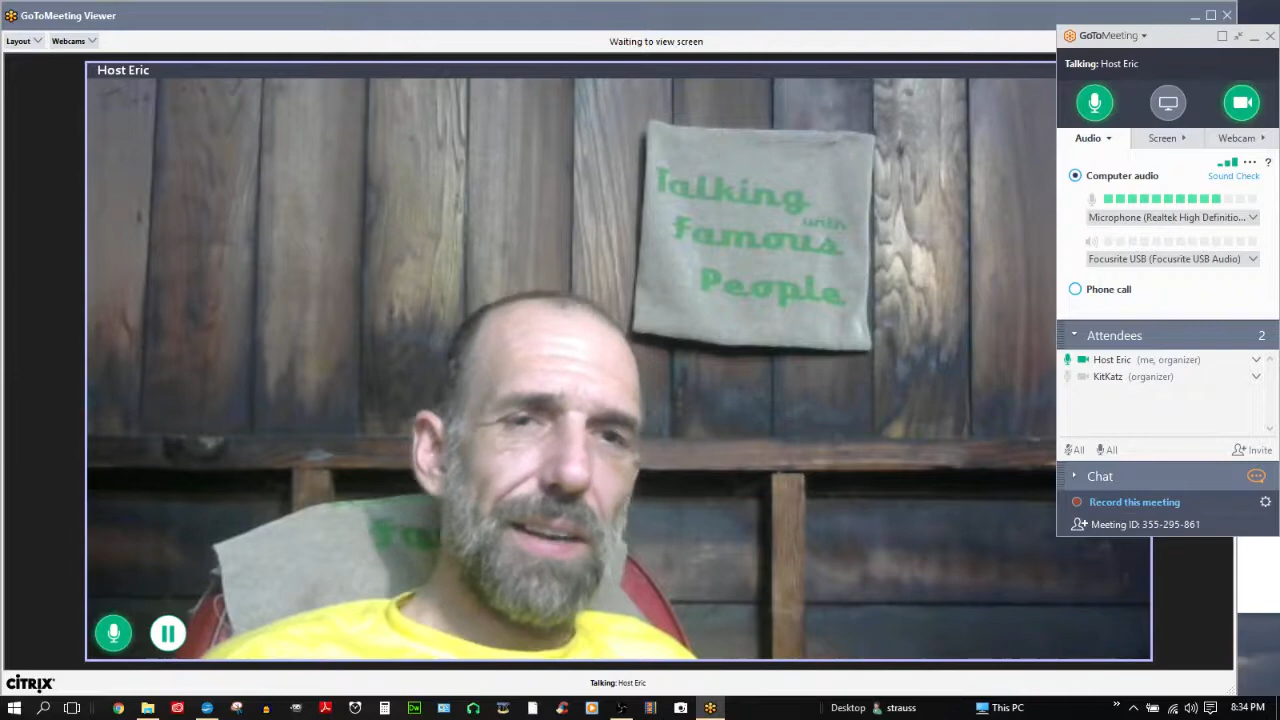 GoToMeeting Viewer
Layout
Webcams
Waiting to view screen
Host Eric
Talking
with
famous
People
CİTRIX®
Talking: Host Eric
GoToMeeting
Talking: Host Eric
Audio
Screen
Webcam
?
Computer audio
Sound Check
Microphone (Realtek High Definitio...
Focusrite USB (Focusrite USB Audio)
Phone call
Attendees
2
Host Eric (me, organizer)
KitKatz (organizer)
All
All
Invite
Chat
Record this meeting
Meeting ID: 355-295-861
Dw
Desktop
strauss
This PC
8:34 PM